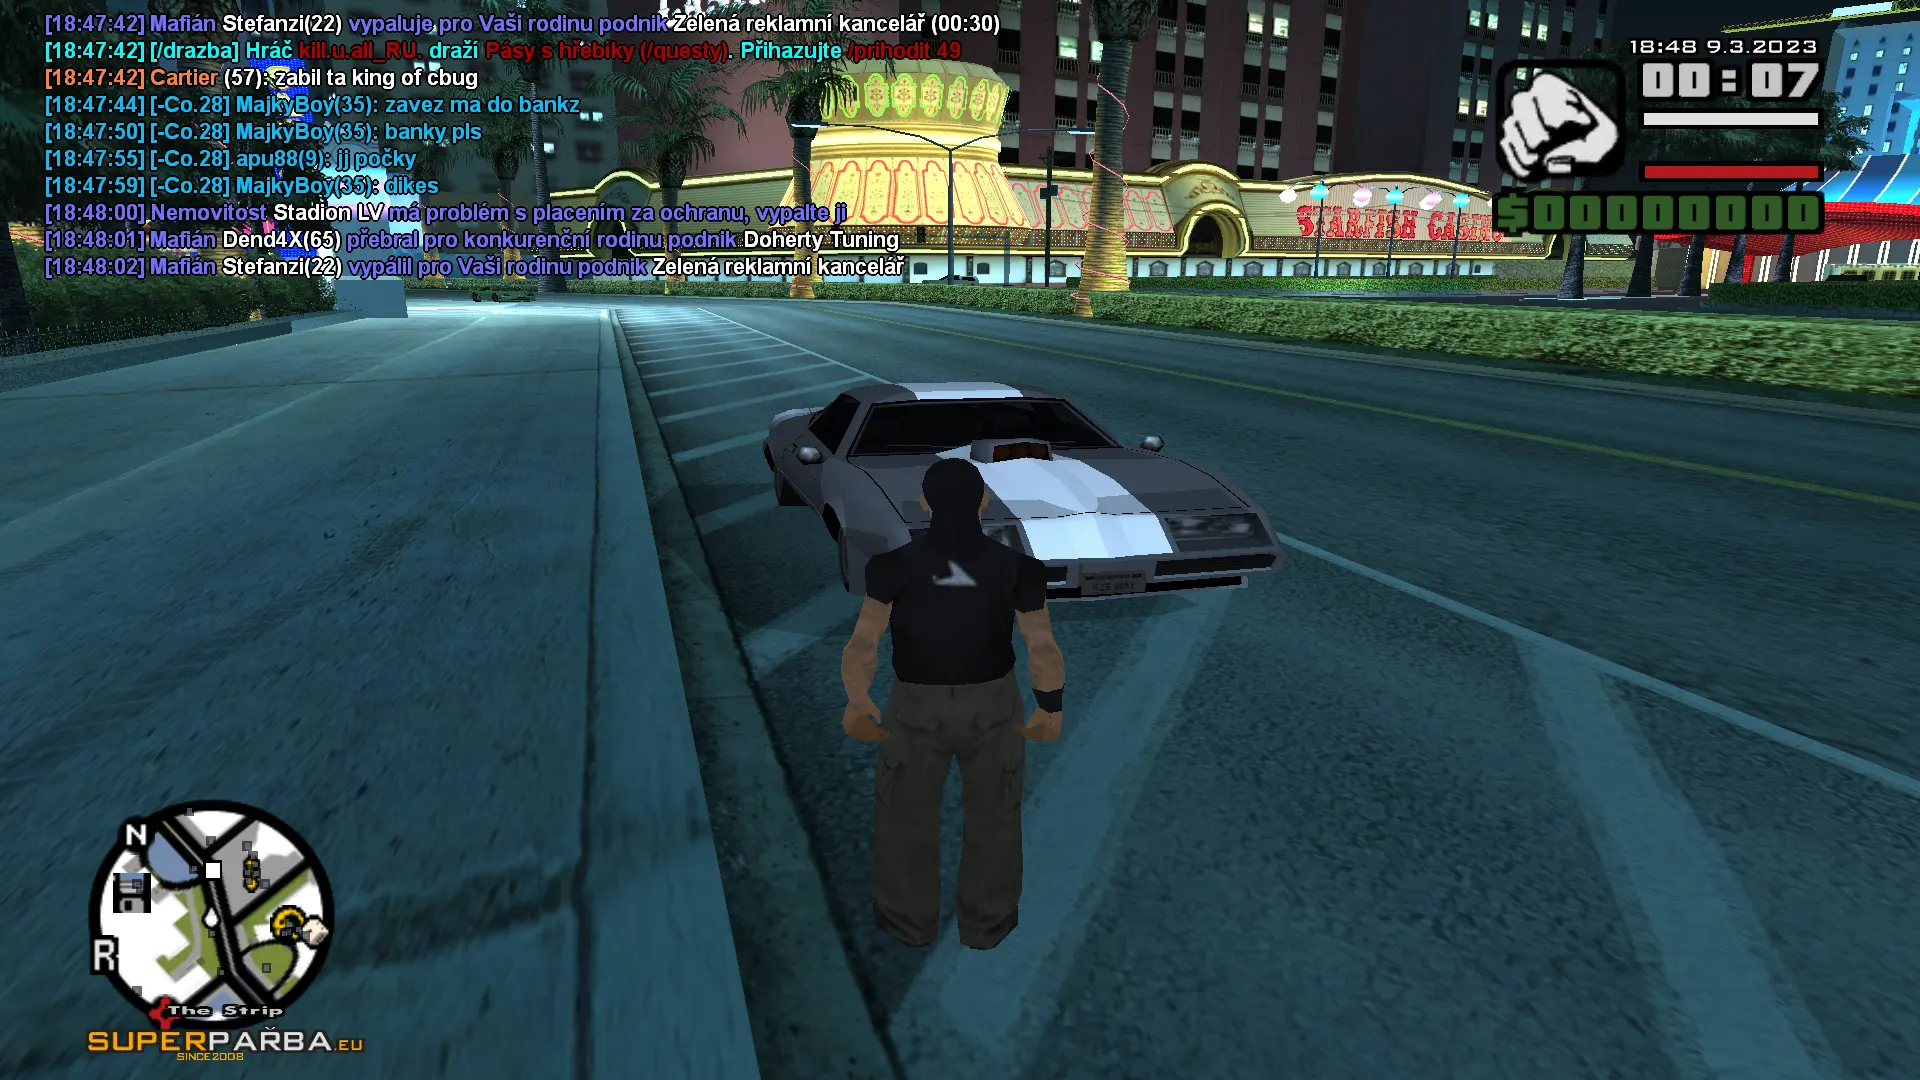 [18:47:42] Mafián Stefanzi(22) vypaluje pro Vaši rodinu podnik Zelená reklamní kancelář (00:30)
[18:47:42] [/drazba] Hráč kill.u.all_RU. draží Pásy s hřebíky (/questy). Přihazujte /prihodit 49
[18:47:42] Cartier (57): zabil ta king of cbug
[18:47:44] [-Co.28] MajkyBoy(35): zavez ma do bankz
[18:47:50] [-Co.28] MajkyBoy(35): banky pls
[18:47:55] [-Co.28] apu88(9): jj počky
[18:47:59] [-Co.28] MajkyBoy(35): dikes
[18:48:00] Nemovitost Stadion LV má problém s placením za ochranu, vypalte ji
[18:48:01] Mafián Dend4X(65) přebral pro konkurenční rodinu podnik Doherty Tuning
[18:48:02] Mafián Stefanzi(22) vypálil pro Vaši rodinu podnik Zelená reklamní kancelář
18:48 9.3.2023
00:07
$000000000
STARFISH CASINO
N
R
The Strip
SUPERPAŘBA.EU
SINCE2008